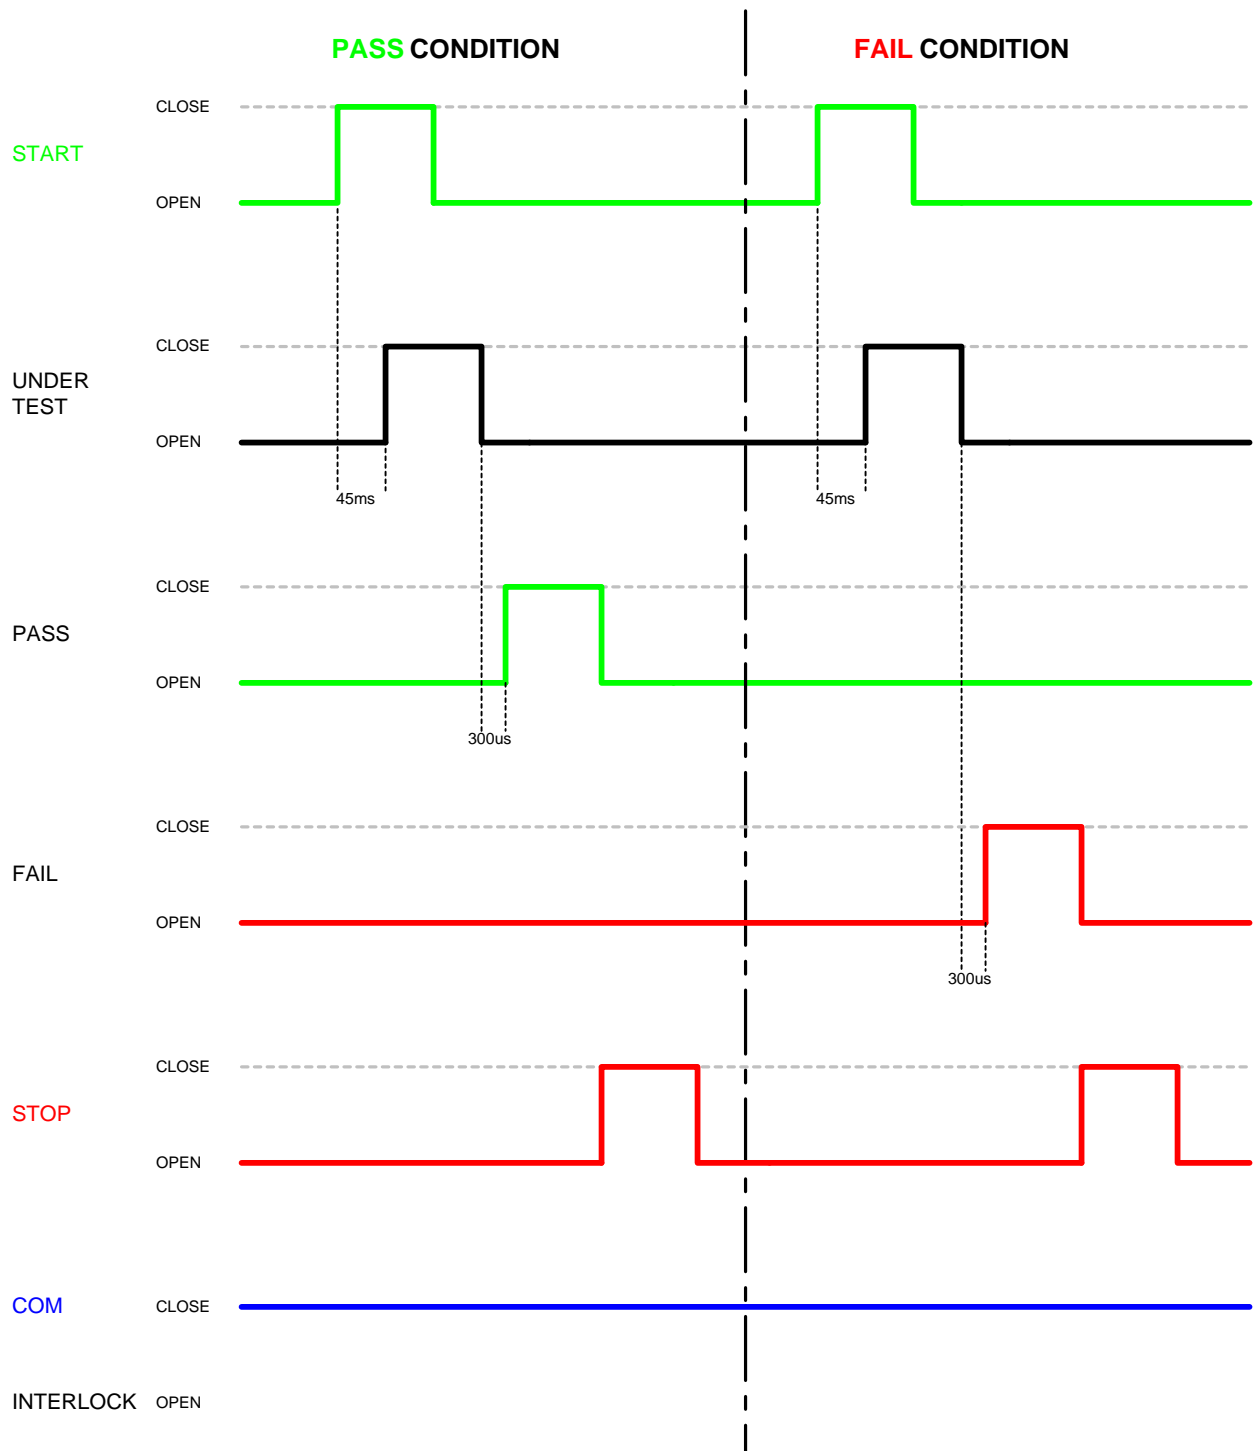 PASS CONDITION
FAIL CONDITION
CLOSE
START
OPEN
CLOSE
UNDER
TEST
OPEN
45ms
45ms
CLOSE
PASS
OPEN
300us
CLOSE
FAIL
OPEN
300us
CLOSE
STOP
OPEN
COM
CLOSE
INTERLOCK
OPEN